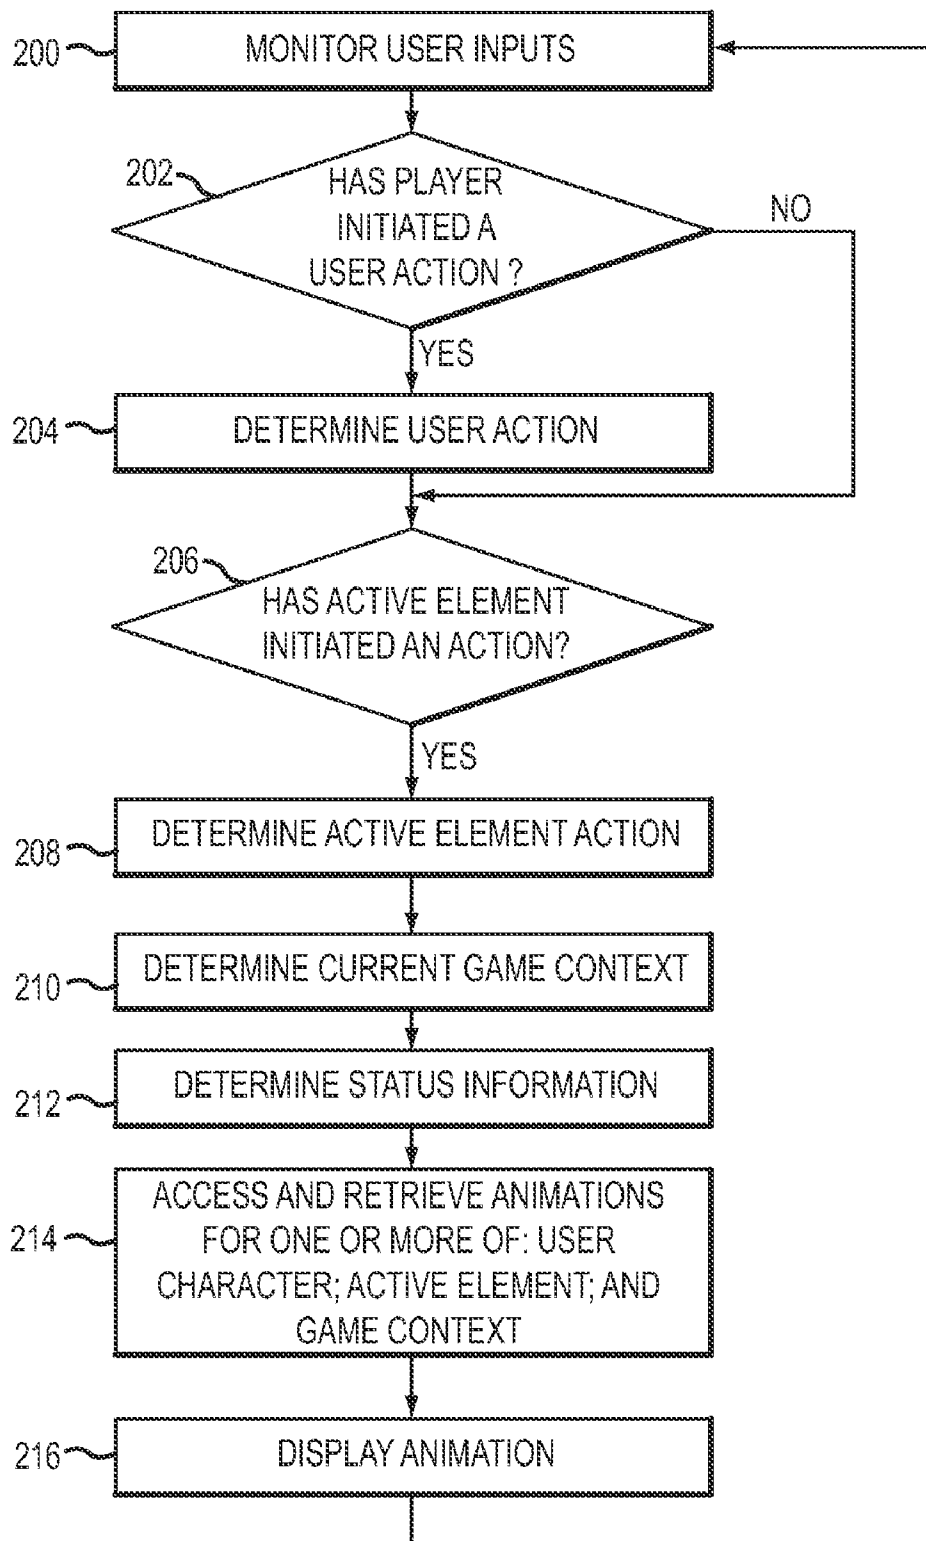 200
MONITOR USER INPUTS
202
HAS PLAYER
INITIATED A
USER ACTION ?
NO
YES
204
DETERMINE USER ACTION
206
HAS ACTIVE ELEMENT
INITIATED AN ACTION?
YES
208
DETERMINE ACTIVE ELEMENT ACTION
210
DETERMINE CURRENT GAME CONTEXT
212
DETERMINE STATUS INFORMATION
214
ACCESS AND RETRIEVE ANIMATIONS
FOR ONE OR MORE OF: USER
CHARACTER; ACTIVE ELEMENT; AND
GAME CONTEXT
216
DISPLAY ANIMATION